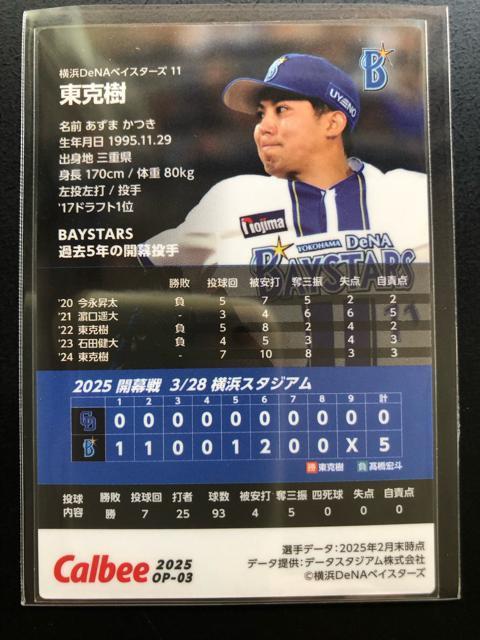 横浜DeNAベイスターズ 11
東克樹
名前 あずま かつき
生年月日 1995.11.29
出身地 三重県
身長 170cm / 体重 80kg
左投左打 / 投手
'17ドラフト1位
B
UYENO
nojima
YOKOHAMA DeNA
BAYSTARS
BAYSTARS
過去5年の開幕投手
勝敗 投球回 被安打 奪三振 失点 自責点
'20 今永昇太 負 5 7 5 2 2
'21 濵口遥大 - 3 4 6 6 5
'22 東克樹 負 5 8 2 4 2
'23 石田健大 負 4 5 3 4 3
'24 東克樹 - 7 10 8 3 3
2025 開幕戦 3/28 横浜スタジアム
1 2 3 4 5 6 7 8 9 計
CD 0 0 0 0 0 0 0 0 0 0
B 1 1 0 0 1 2 0 0 X 5
勝 東克樹 負 髙橋宏斗
投球内容 勝敗 投球回 打者 球数 被安打 奪三振 四死球 失点 自責点
勝 7 25 93 4 5 0 0 0
Calbee 2025
OP-03
選手データ:2025年2月末時点
データ提供:データスタジアム株式会社
©横浜DeNAベイスターズ